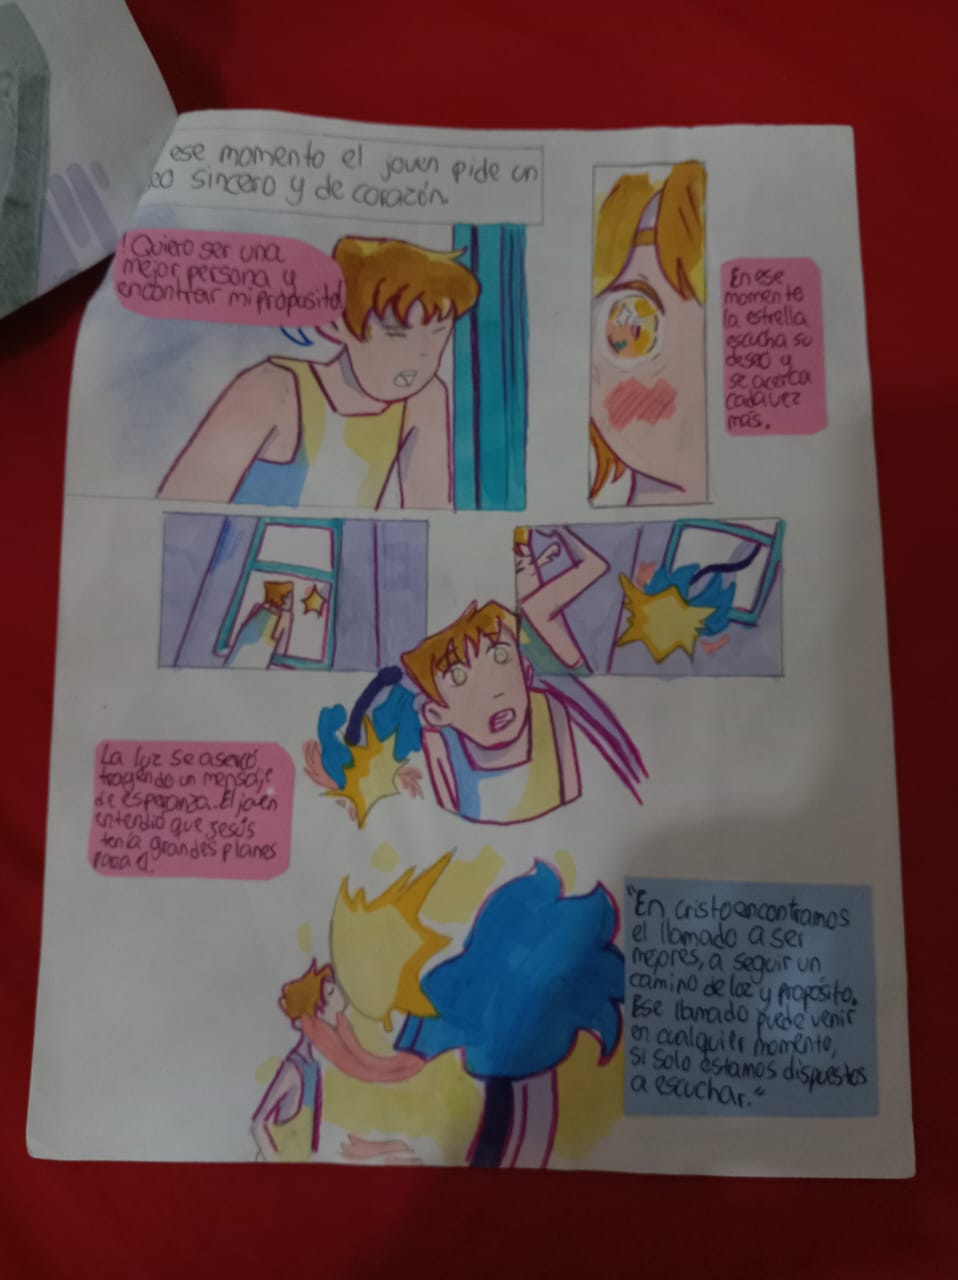 ese momento el joven pide un
eo sincero y de corazón.
¡Quiero ser una
mejor persona y
encontrar mi proposito!
En ese
momento
la estrella
escucha su
deseo y
se acerca
cada vez
más.
La luz se asercó
trayendo un mensaje
de esperanza. El joven
entendió que Jesús
tenía grandes planes
para él.
"En cristo encontramos
el llamado a ser
mejores, a seguir un
camino de luz y propósito.
Ese llamado puede venir
en cualquier momento,
si solo estamos dispuestos
a escuchar."